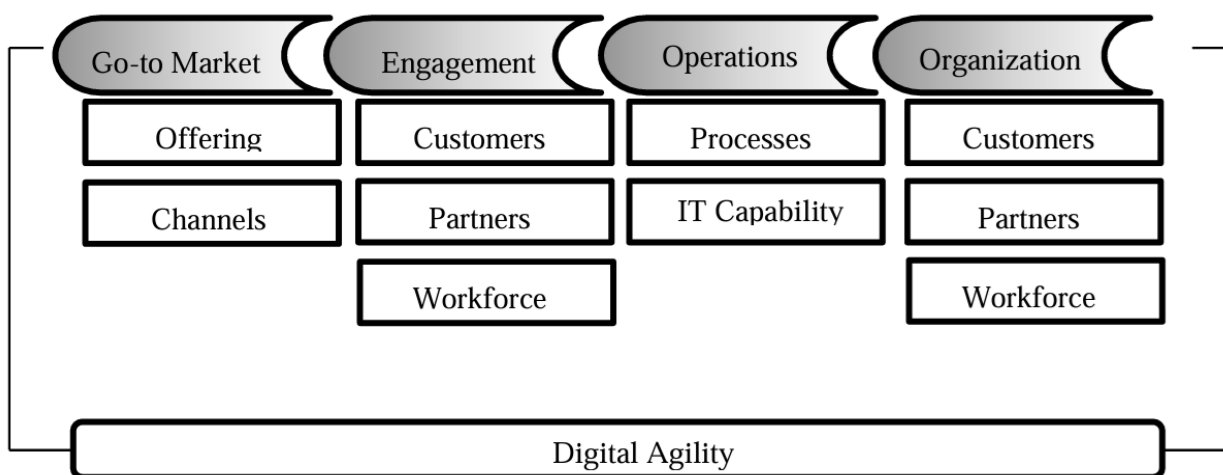 Go-to Market
Engagement
Operations
Organization
Offering
Customers
Processes
Customers
Channels
Partners
IT Capability
Partners
Workforce
Workforce
Digital Agility